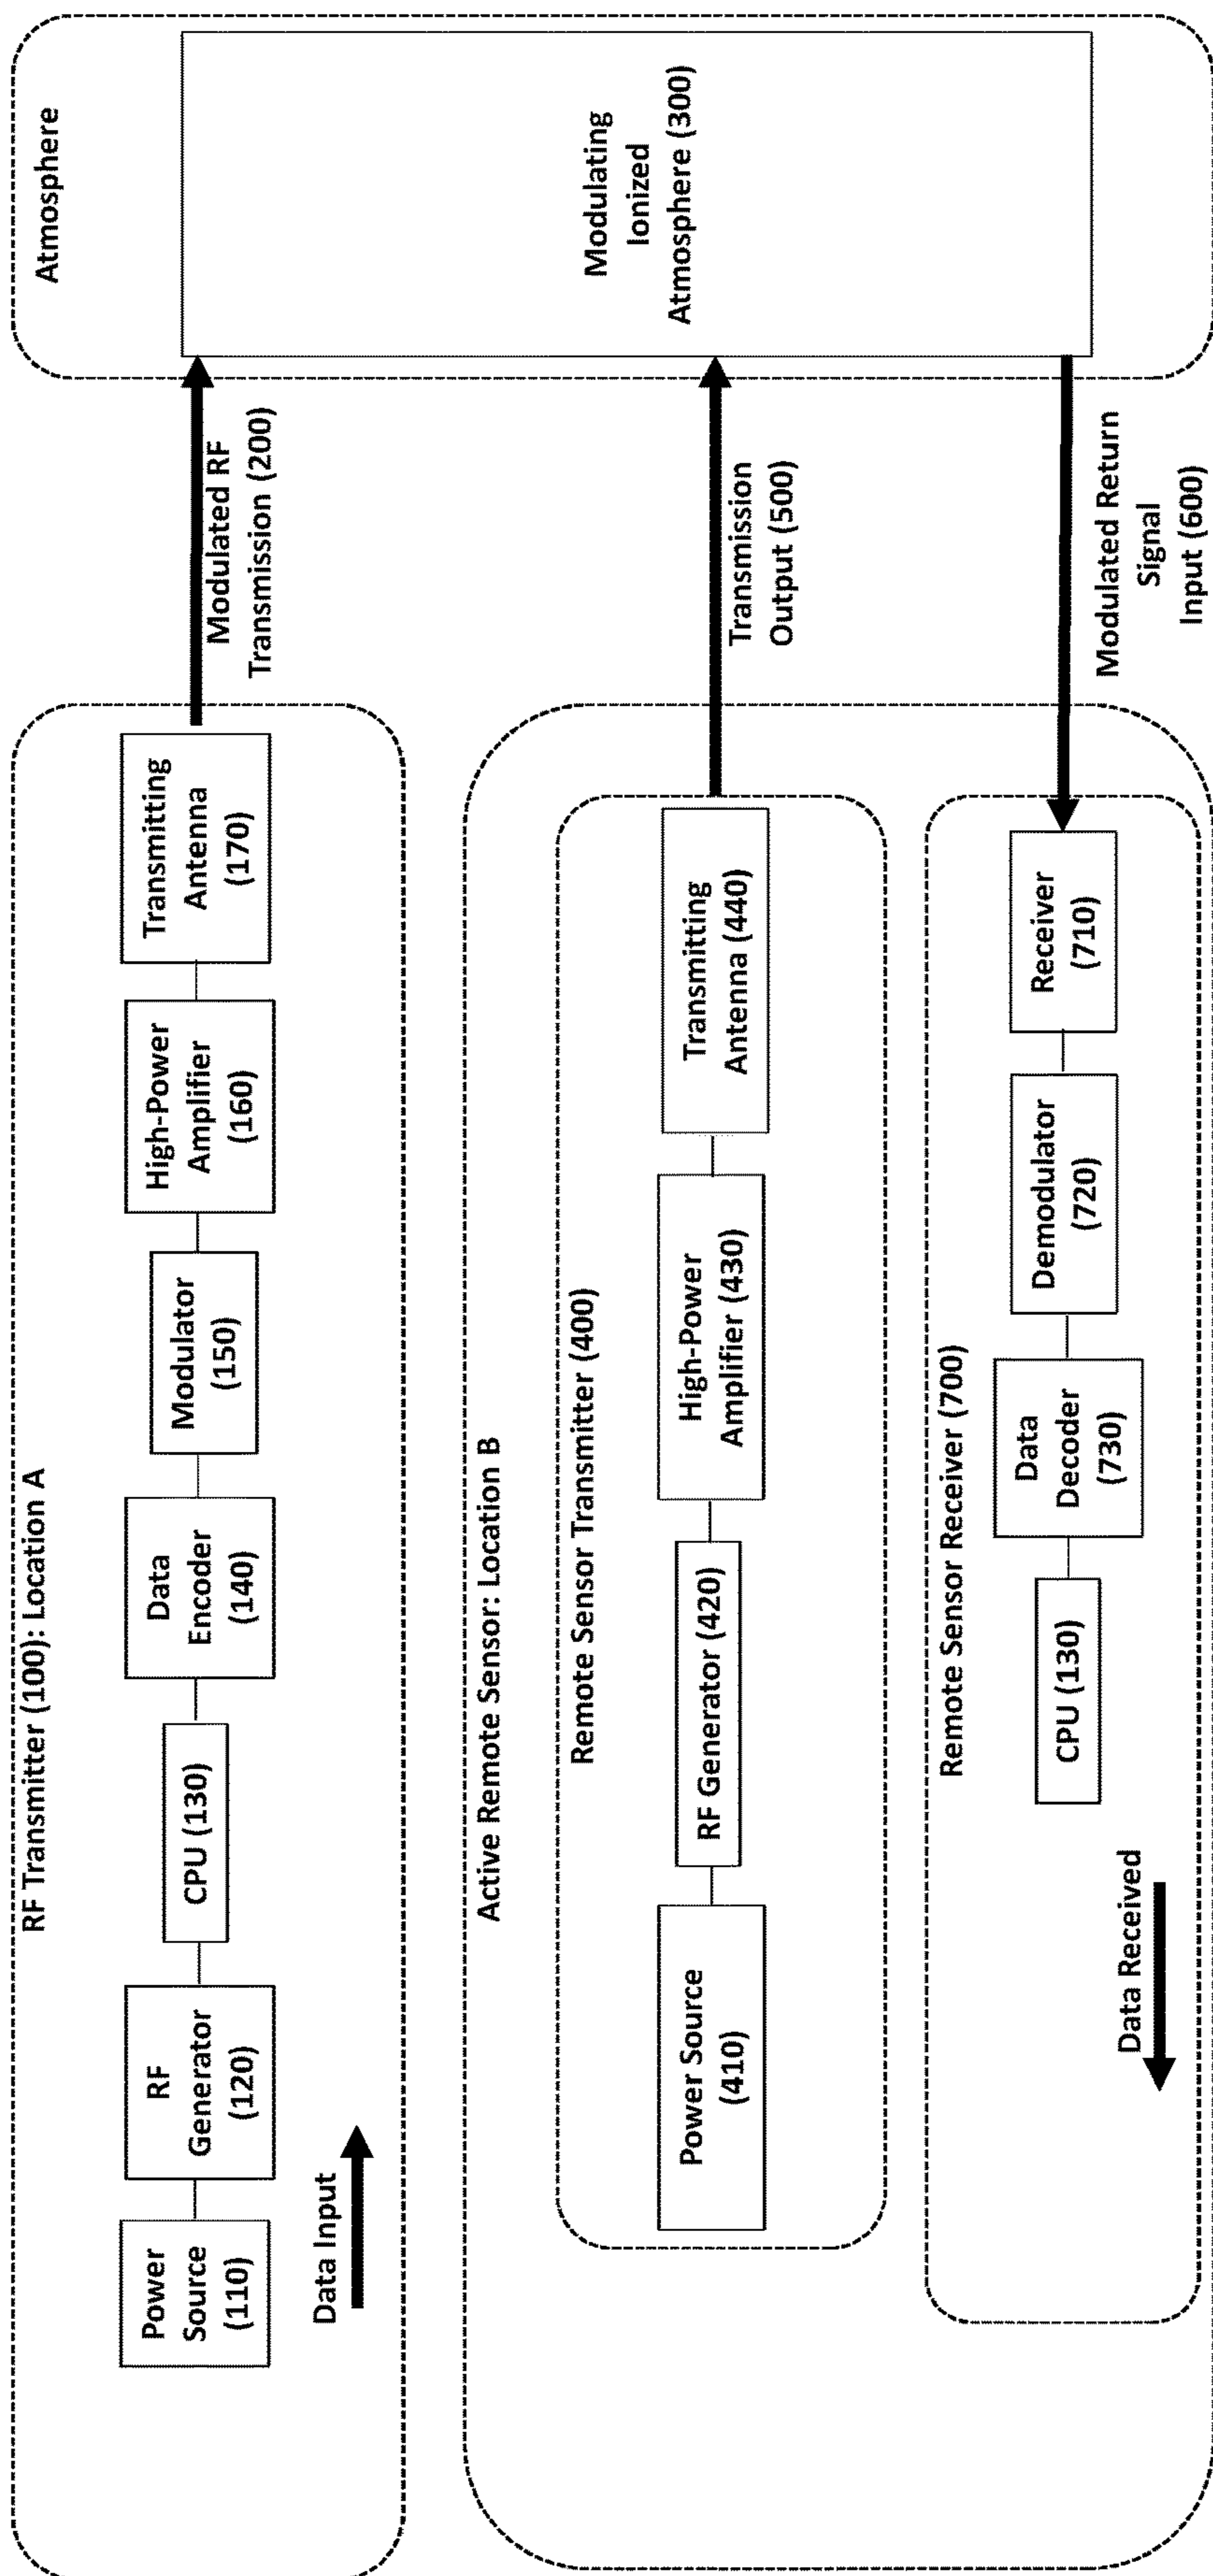 RF Transmitter (100): Location A
Power
Source
(110)
RF
Generator
(120)
CPU (130)
Data
Encoder
(140)
Modulator
(150)
High-Power
Amplifier
(160)
Transmitting
Antenna
(170)
Data Input
Modulated RF
Transmission (200)
Atmosphere
Modulating
Ionized
Atmosphere (300)
Active Remote Sensor: Location B
Remote Sensor Transmitter (400)
Power Source
(410)
RF Generator (420)
High-Power
Amplifier (430)
Transmitting
Antenna (440)
Transmission
Output (500)
Remote Sensor Receiver (700)
CPU (130)
Data
Decoder
(730)
Demodulator
(720)
Receiver
(710)
Data Received
Modulated Return
Signal
Input (600)